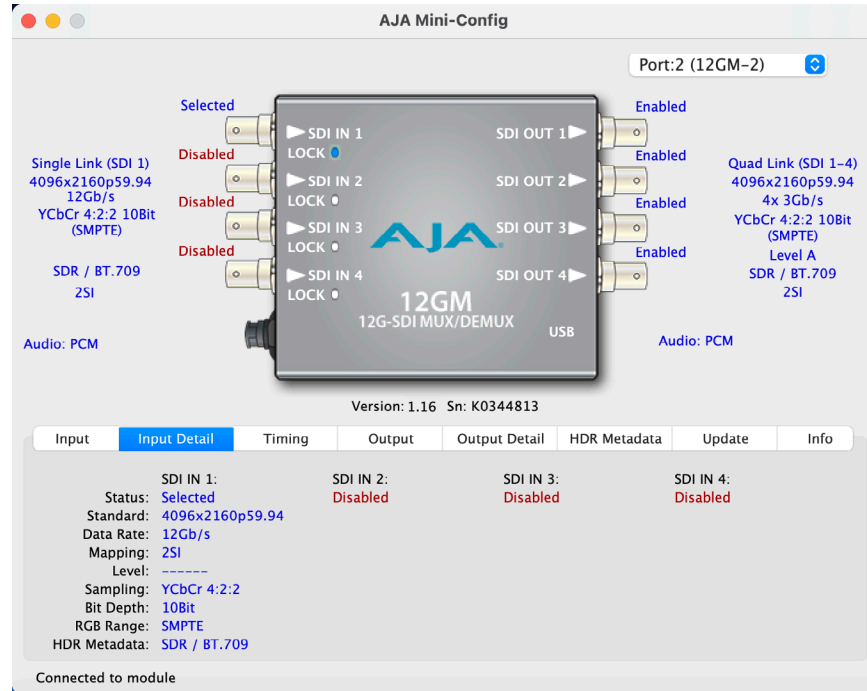 AJA Mini-Config
Port:2 (12GM-2)
Selected
Disabled
Disabled
Disabled
Single Link (SDI 1)
4096x2160p59.94
12Gb/s
YCbCr 4:2:2 10Bit
(SMPTE)
SDR / BT.709
2SI
Audio: PCM
SDI IN 1
LOCK
SDI IN 2
LOCK
SDI IN 3
LOCK
SDI IN 4
LOCK
AJA
12GM
12G-SDI MUX/DEMUX
USB
SDI OUT 1
SDI OUT 2
SDI OUT 3
SDI OUT 4
Enabled
Enabled
Enabled
Enabled
Quad Link (SDI 1-4)
4096x2160p59.94
4x 3Gb/s
YCbCr 4:2:2 10Bit
(SMPTE)
Level A
SDR / BT.709
2SI
Audio: PCM
Version: 1.16 Sn: K0344813
Input Input Detail Timing Output Output Detail HDR Metadata Update Info
SDI IN 1: SDI IN 2: SDI IN 3: SDI IN 4:
Status: Selected Disabled Disabled Disabled
Standard: 4096x2160p59.94
Data Rate: 12Gb/s
Mapping: 2SI
Level: ------
Sampling: YCbCr 4:2:2
Bit Depth: 10Bit
RGB Range: SMPTE
HDR Metadata: SDR / BT.709
Connected to module